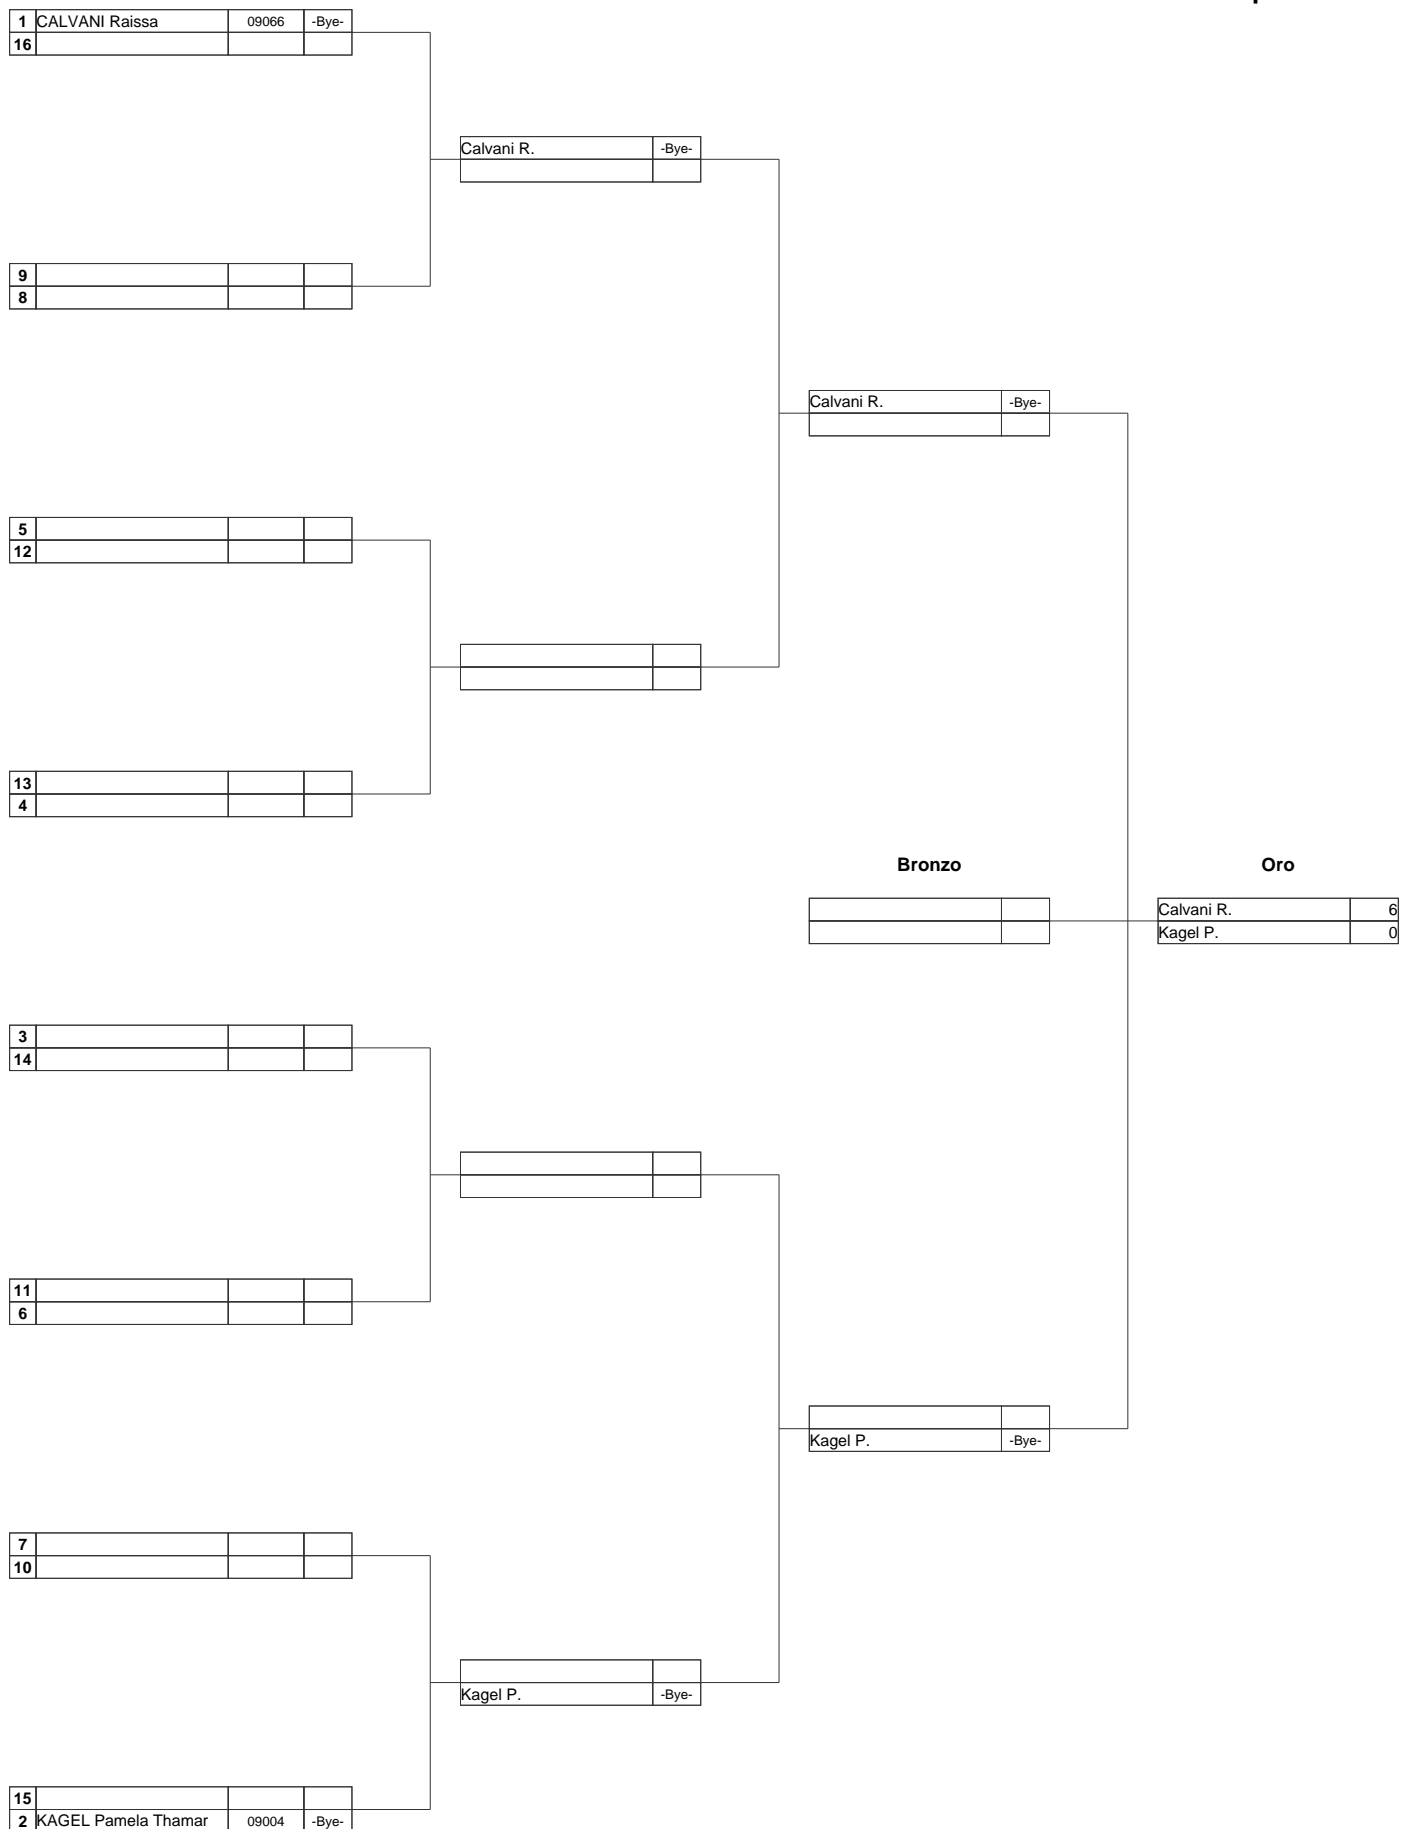 1 CALVANI Raissa 09066 -Bye-
16
Calvani R. -Bye-
9
8
Calvani R. -Bye-
5
12
13
4
Bronzo Oro
Calvani R. 6
Kagel P. 0
3
14
11
6
Kagel P. -Bye-
7
10
Kagel P. -Bye-
15
2 KAGEL Pamela Thamar 09004 -Bye-